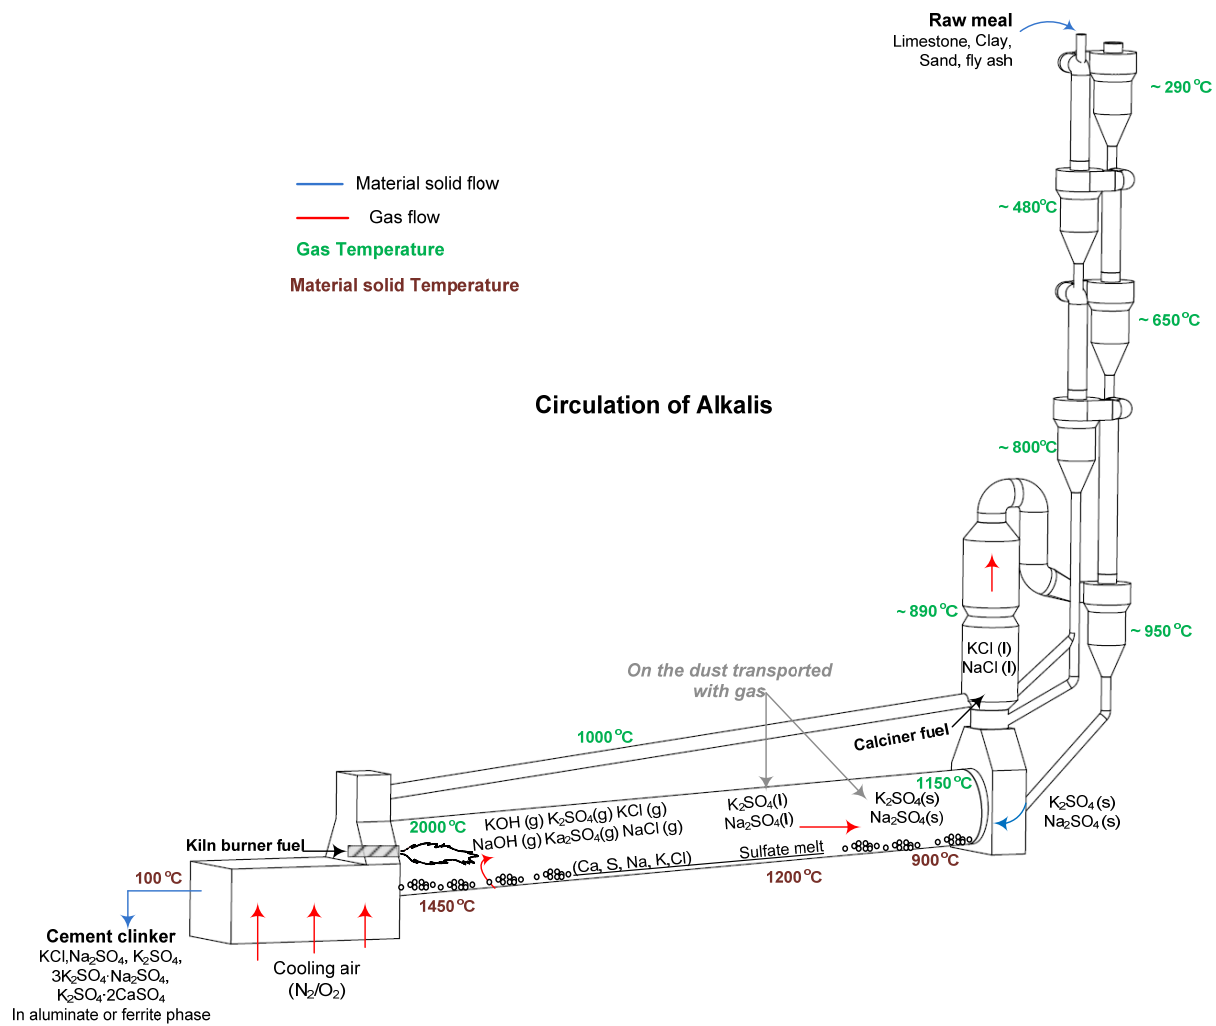 Raw meal
Limestone, Clay,
Sand, fly ash
~ 290 °C
Material solid flow
~ 480°C
Gas flow
Gas Temperature
Material solid Temperature
~ 650°C
Circulation of Alkalis
~ 800°C
~ 890 °C
KCl (l)
NaCl (l)
~ 950°C
On the dust transported
with gas
Calciner fuel
1000 °C
1150 °C
K₂SO₄(l)
Na₂SO₄(l)
K₂SO₄(s)
Na₂SO₄(s)
K₂SO₄ (s)
Na₂SO₄ (s)
2000 °C
KOH (g) K₂SO₄(g) KCl (g)
NaOH (g) Ka₂SO₄(g) NaCl (g)
Kiln burner fuel
(Ca, S, Na, K,Cl)
Sulfate melt
900°C
1200 °C
1450 °C
100 °C
Cement clinker
KCl,Na₂SO₄, K₂SO₄,
3K₂SO₄·Na₂SO₄,
K₂SO₄·2CaSO₄
In aluminate or ferrite phase
Cooling air
(N₂/O₂)